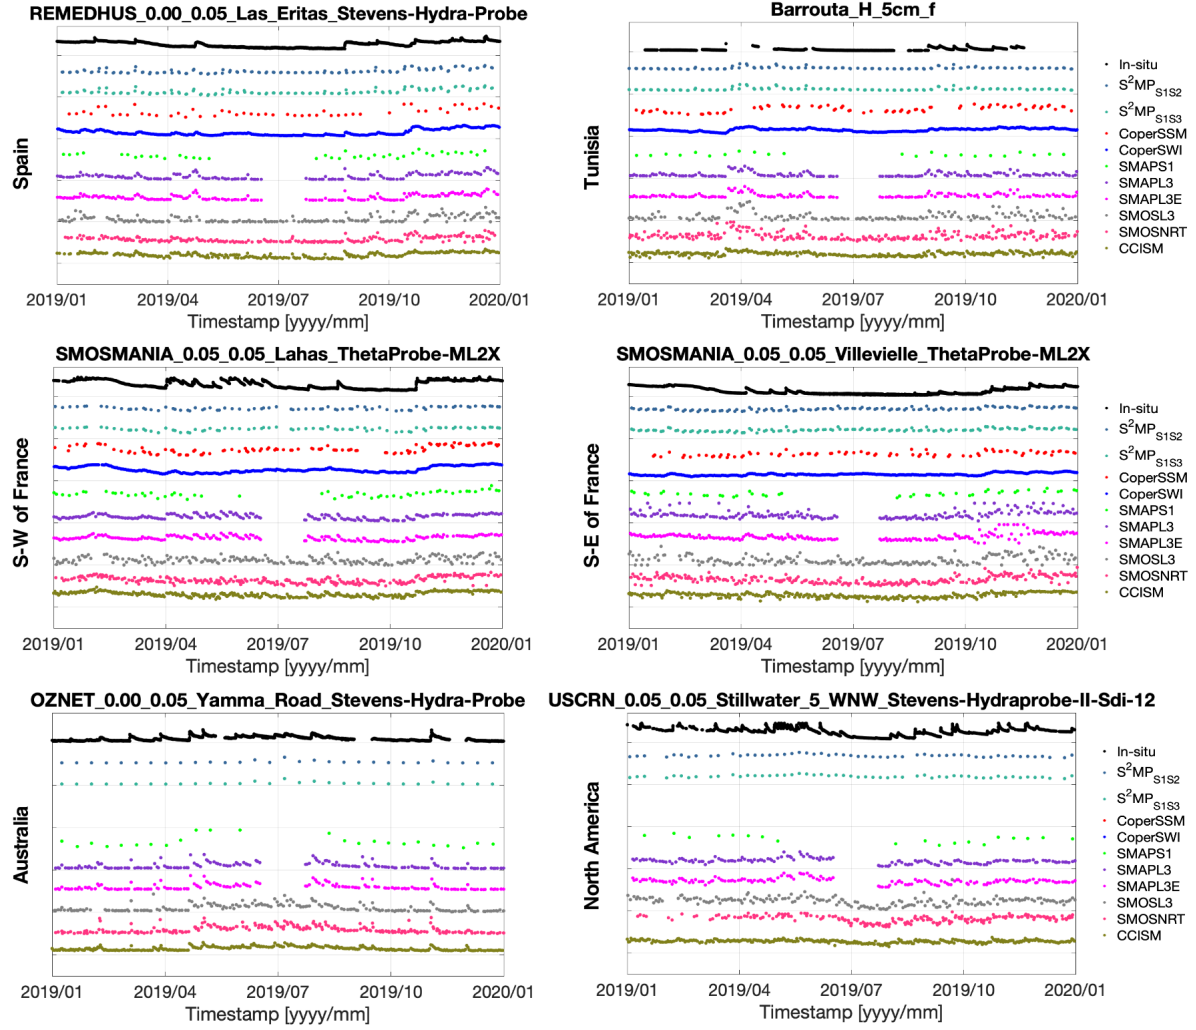 REMEDHUS_0.00_0.05_Las_Eritas_Stevens-Hydra-Probe
Spain
2019/01 2019/04 2019/07 2019/10 2020/01
Timestamp [yyyy/mm]
Barrouta_H_5cm_f
Tunisia
2019/01 2019/04 2019/07 2019/10 2020/01
Timestamp [yyyy/mm]
In-situ
S²MP_S1S2
S²MP_S1S3
CoperSSM
CoperSWI
SMAPS1
SMAPL3
SMAPL3E
SMOSL3
SMOSNRT
CCISM
SMOSMANIA_0.05_0.05_Lahas_ThetaProbe-ML2X
S-W of France
2019/01 2019/04 2019/07 2019/10 2020/01
Timestamp [yyyy/mm]
SMOSMANIA_0.05_0.05_Villevielle_ThetaProbe-ML2X
S-E of France
2019/01 2019/04 2019/07 2019/10 2020/01
Timestamp [yyyy/mm]
In-situ
S²MP_S1S2
S²MP_S1S3
CoperSSM
CoperSWI
SMAPS1
SMAPL3
SMAPL3E
SMOSL3
SMOSNRT
CCISM
OZNET_0.00_0.05_Yamma_Road_Stevens-Hydra-Probe
Australia
2019/01 2019/04 2019/07 2019/10 2020/01
Timestamp [yyyy/mm]
USCRN_0.05_0.05_Stillwater_5_WNW_Stevens-Hydraprobe-II-Sdi-12
North America
2019/01 2019/04 2019/07 2019/10 2020/01
Timestamp [yyyy/mm]
In-situ
S²MP_S1S2
S²MP_S1S3
CoperSSM
CoperSWI
SMAPS1
SMAPL3
SMAPL3E
SMOSL3
SMOSNRT
CCISM